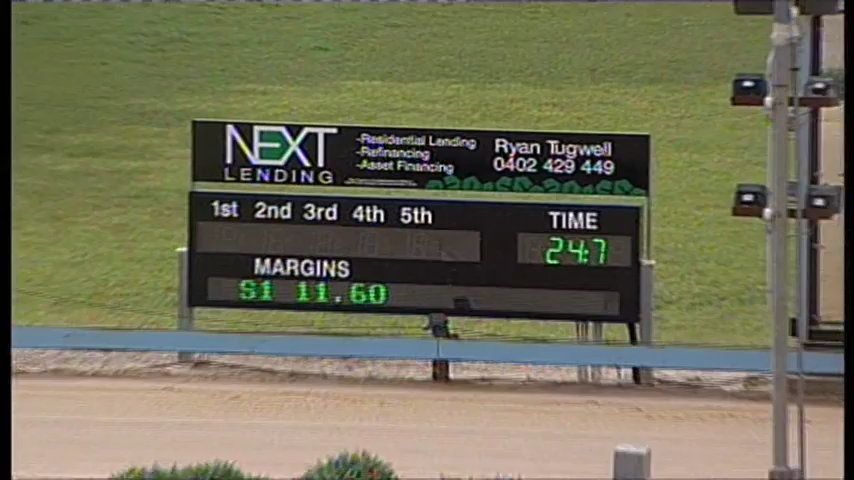 NEXT
LENDING
-Residential Lending
-Refinancing
-Asset Financing
Ryan Tugwell
0402 429 449
1st 2nd 3rd 4th 5th
TIME
24:7
MARGINS
S1 11.60